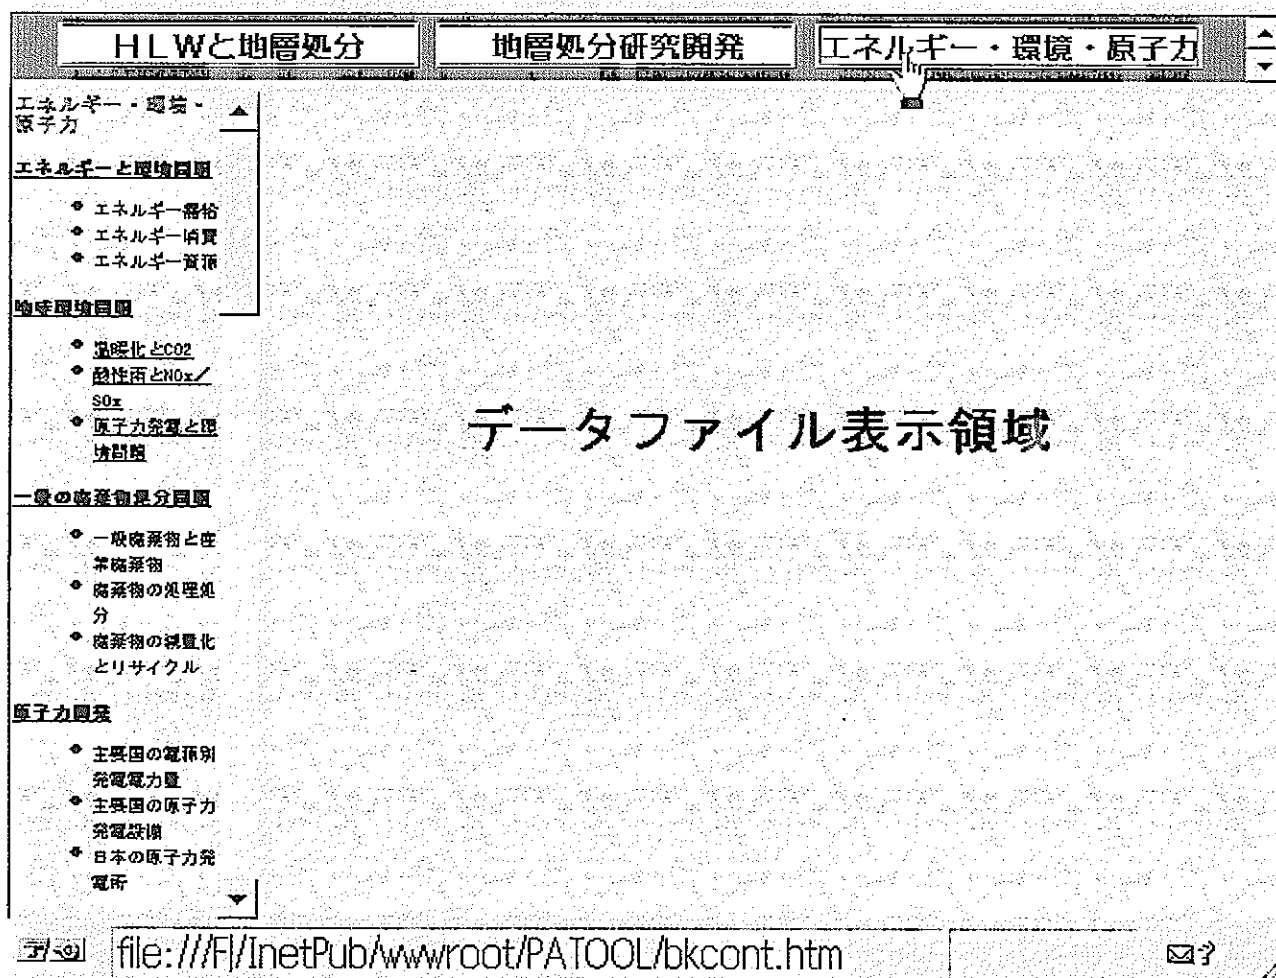 HLWと地層処分
地層処分研究開発
エネルギー・環境・原子力
エネルギー・環境・
原子力
エネルギーと環境問題
エネルギー需給
エネルギー消費
エネルギー資源
地球環境問題
温暖化とCO2
酸性雨とNOx/
SOx
原子力発電と環
境問題
一般の廃棄物処分問題
一般廃棄物と産
業廃棄物
廃棄物の処理処
分
廃棄物の減量化
とリサイクル
原子力開発
主要国の電源別
発電電力量
主要国の原子力
発電設備
日本の原子力発
電所
データファイル表示領域
file:///F|/InetPub/wwwroot/PATOOL/bkcont.htm